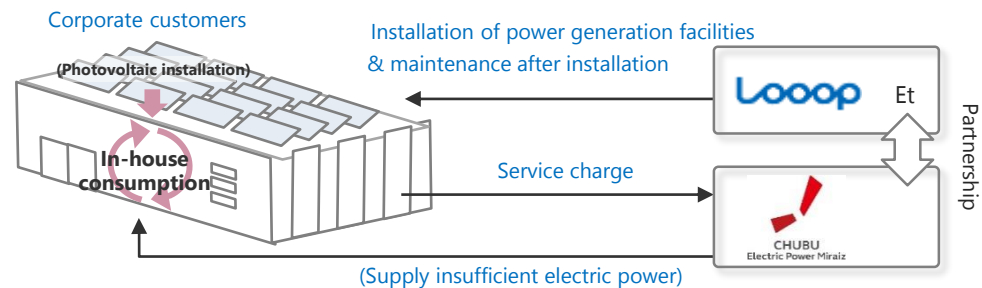 Corporate customers
(Photovoltaic installation)
In-house
consumption
Installation of power generation facilities
& maintenance after installation
Looop Et
Partnership
Service charge
CHUBU
Electric Power Miraiz
(Supply insufficient electric power)